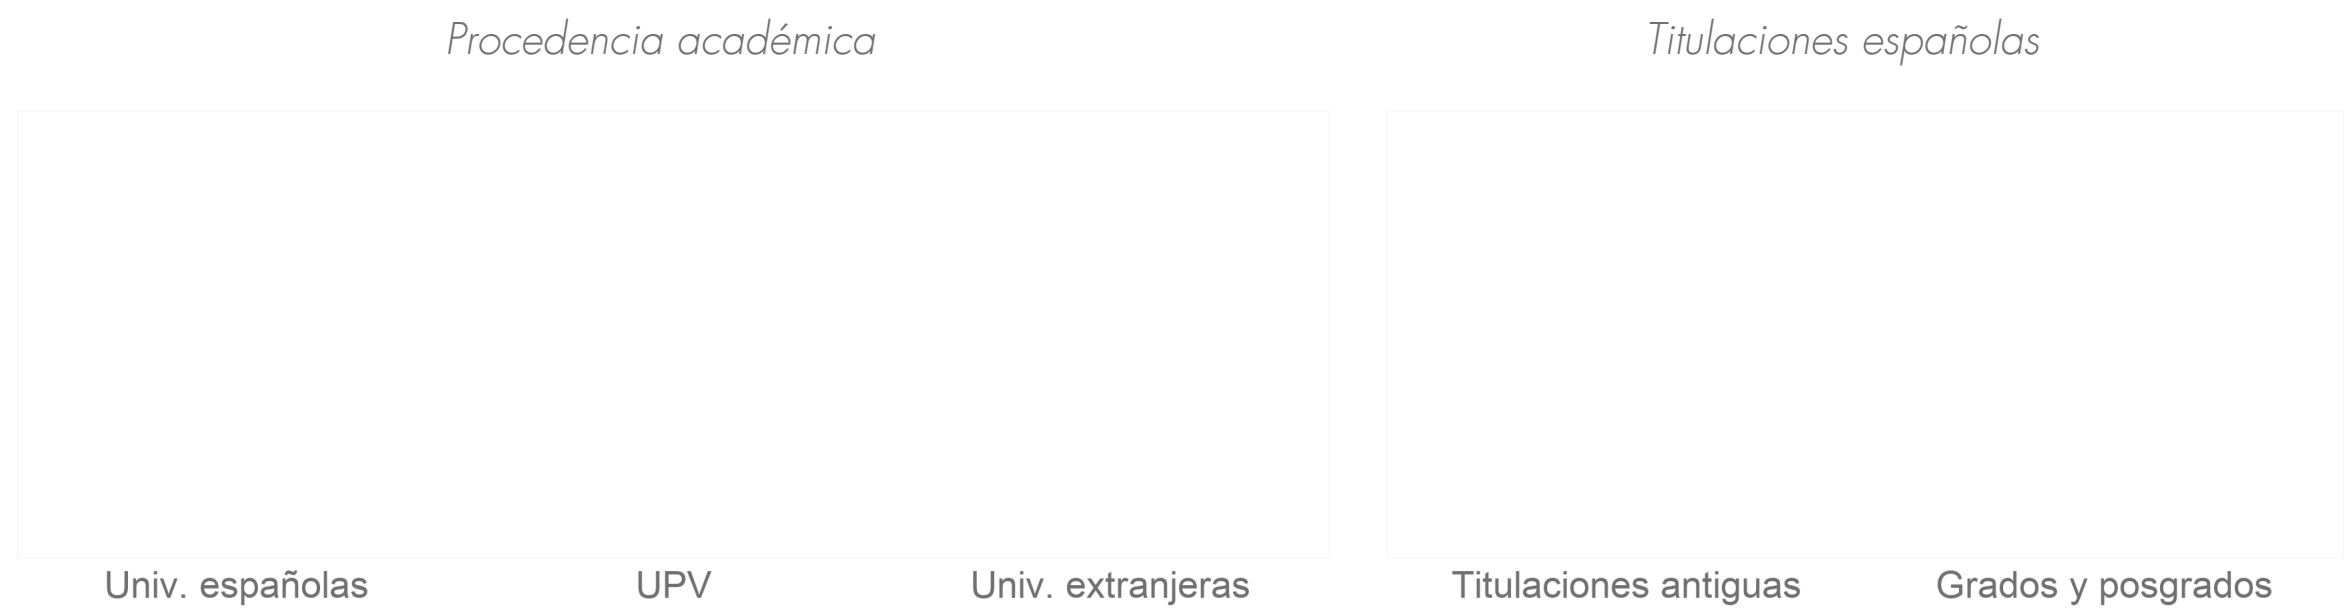 Procedencia académica
Titulaciones españolas
Univ. españolas
UPV
Univ. extranjeras
Titulaciones antiguas
Grados y posgrados